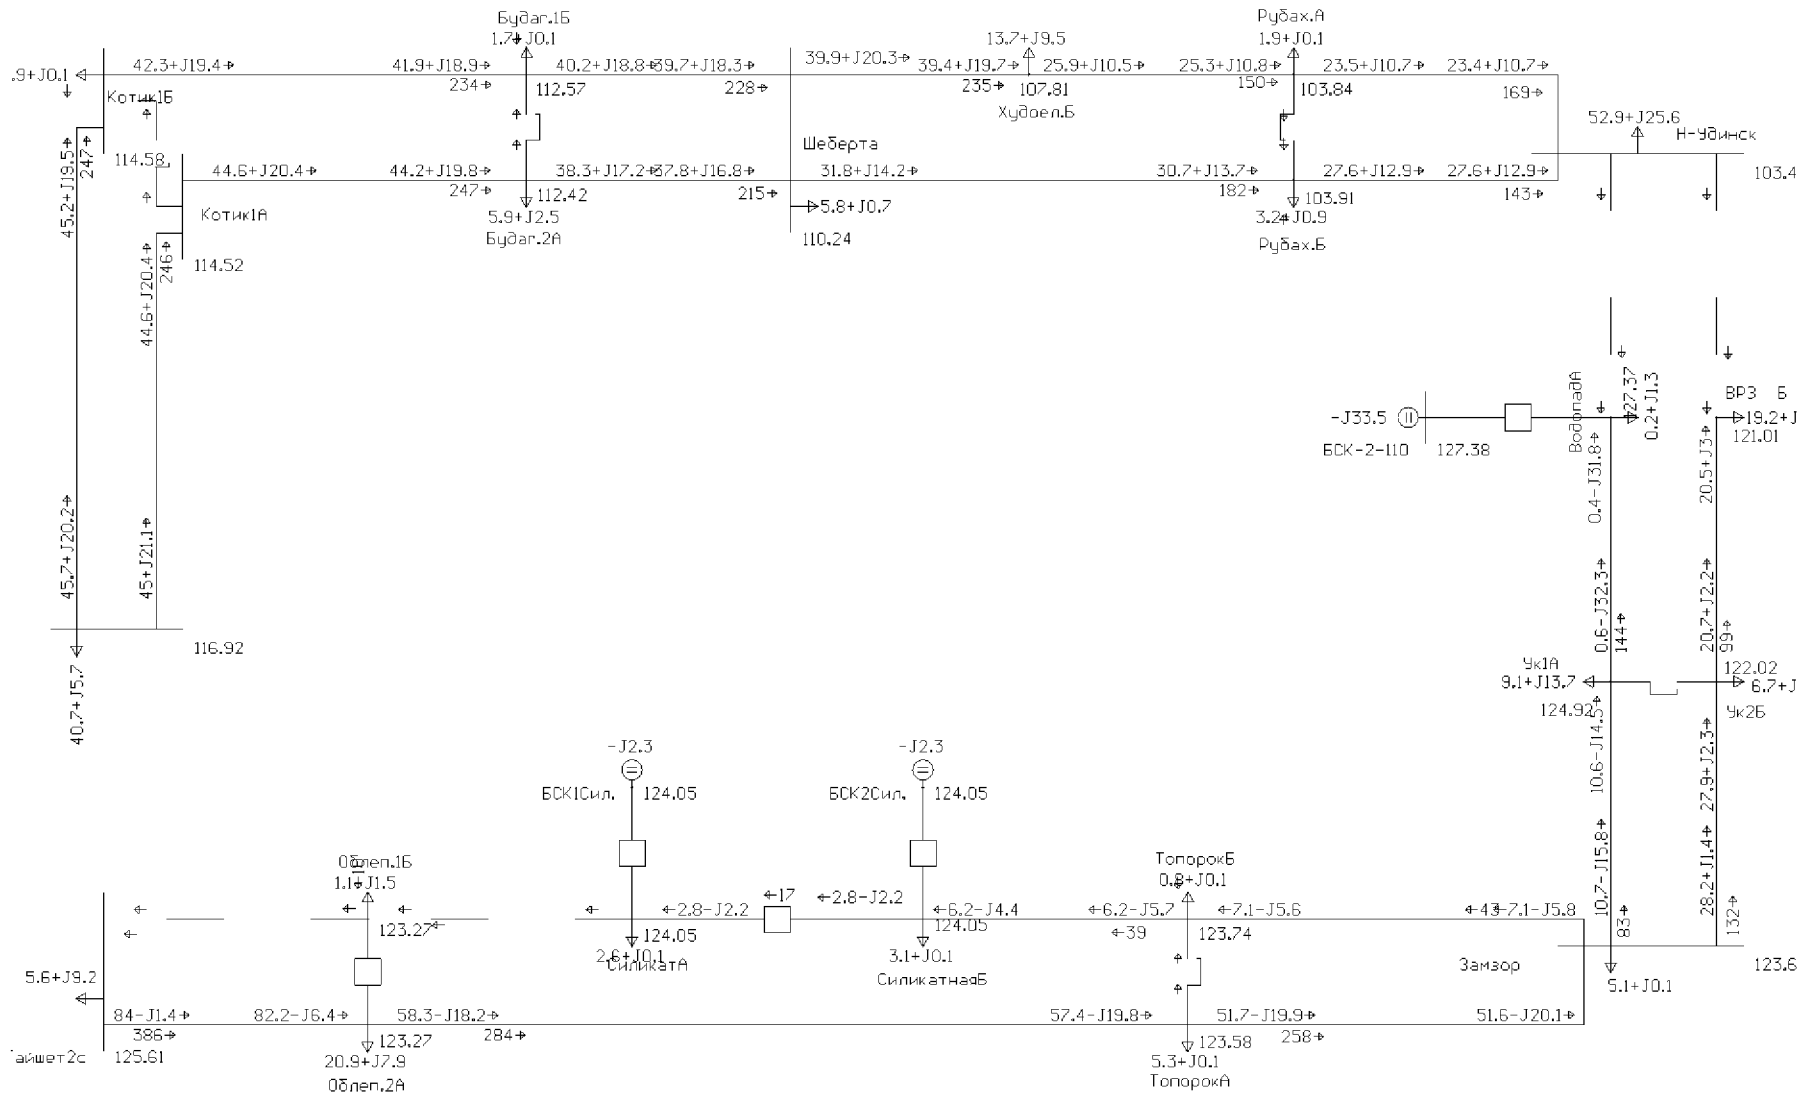 Будаг.1Б
1.7+J0.1
Рубах.А
1.9+J0.1
.9+J0.1
42.3+J19.4
41.9+J18.9
234
40.2+J18.8
39.7+J18.3
228
39.9+J20.3
13.7+J9.5
39.4+J19.7
235
25.9+J10.5
25.3+J10.8
150
23.5+J10.7
23.4+J10.7
169
Котик1Б
112.57
107.81
Худоел.Б
103.84
52.9+J25.6
Н-Удинск
247
45.2+J19.5
114.58
Шеберта
103.4
44.6+J20.4
44.2+J19.8
247
38.3+J17.2
37.8+J16.8
215
31.8+J14.2
30.7+J13.7
182
27.6+J12.9
27.6+J12.9
143
Котик1А
112.42
5.9+J2.5
Будаг.2А
5.8+J0.7
110.24
103.91
3.2+J0.9
Рубах.Б
114.52
246
44.6+J20.4
ВодопадА
127.37
0.2+J1.3
ВРЗ Б
19.2+J
121.01
-J33.5
БСК-2-110
127.38
0.4-J31.8
20.5+J3
45.7+J20.2
45+J21.1
0.6-J32.3
144
20.7+J2.2
99
116.92
40.7+J5.7
Ук1А
9.1+J13.7
124.92
122.02
6.7+J
Ук2Б
10.6-J14.5
27.9+J2.3
-J2.3
-J2.3
БСК1Сил.
124.05
БСК2Сил.
124.05
10.7-J15.8
83
28.2+J1.4
132
Облеп.1Б
1.1+J1.5
ТопорокБ
0.8+J0.1
123.27
2.8-J2.2
17
2.8-J2.2
6.2-J4.4
6.2-J5.7
39
7.1-J5.6
43
7.1-J5.8
124.05
2.6+J0.1
СиликатА
124.05
3.1+J0.1
СиликатнаяБ
123.74
Замзор
123.6
5.1+J0.1
5.6+J9.2
84-J1.4
386
82.2-J6.4
58.3-J18.2
284
57.4-J19.8
51.7-J19.9
258
51.6-J20.1
айшет2с
125.61
123.27
20.9+J7.9
Облеп.2А
123.58
5.3+J0.1
ТопорокА